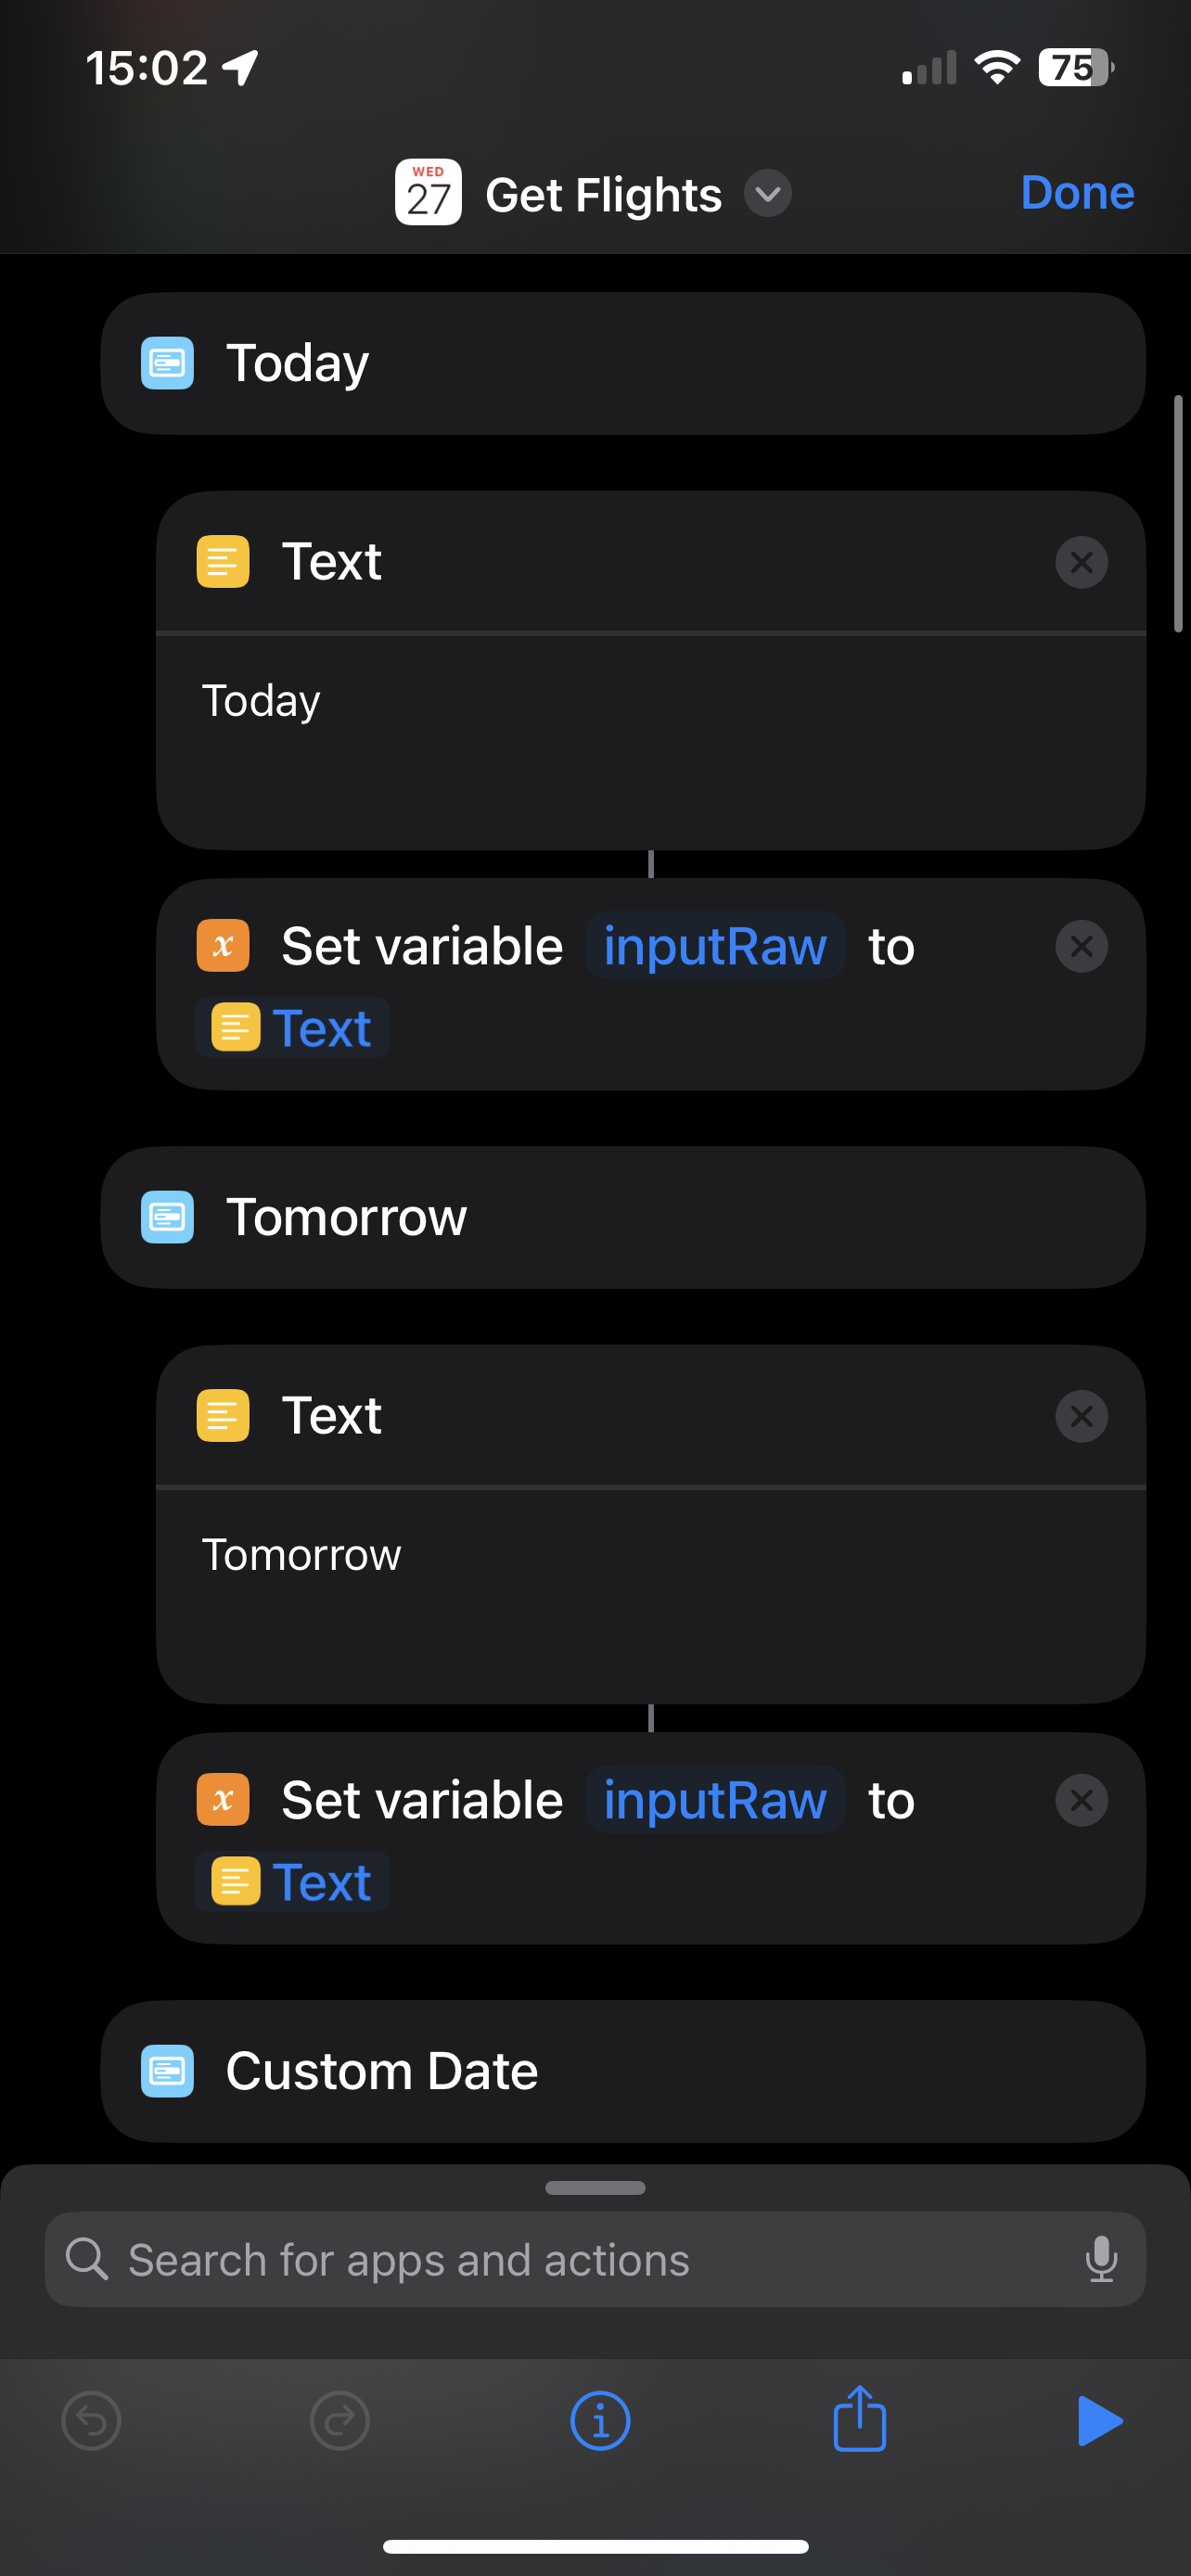 15:02
75
WED
27
Get Flights
Done
Today
Text
Today
Set variable inputRaw to
Text
Tomorrow
Text
Tomorrow
Set variable inputRaw to
Text
Custom Date
Search for apps and actions